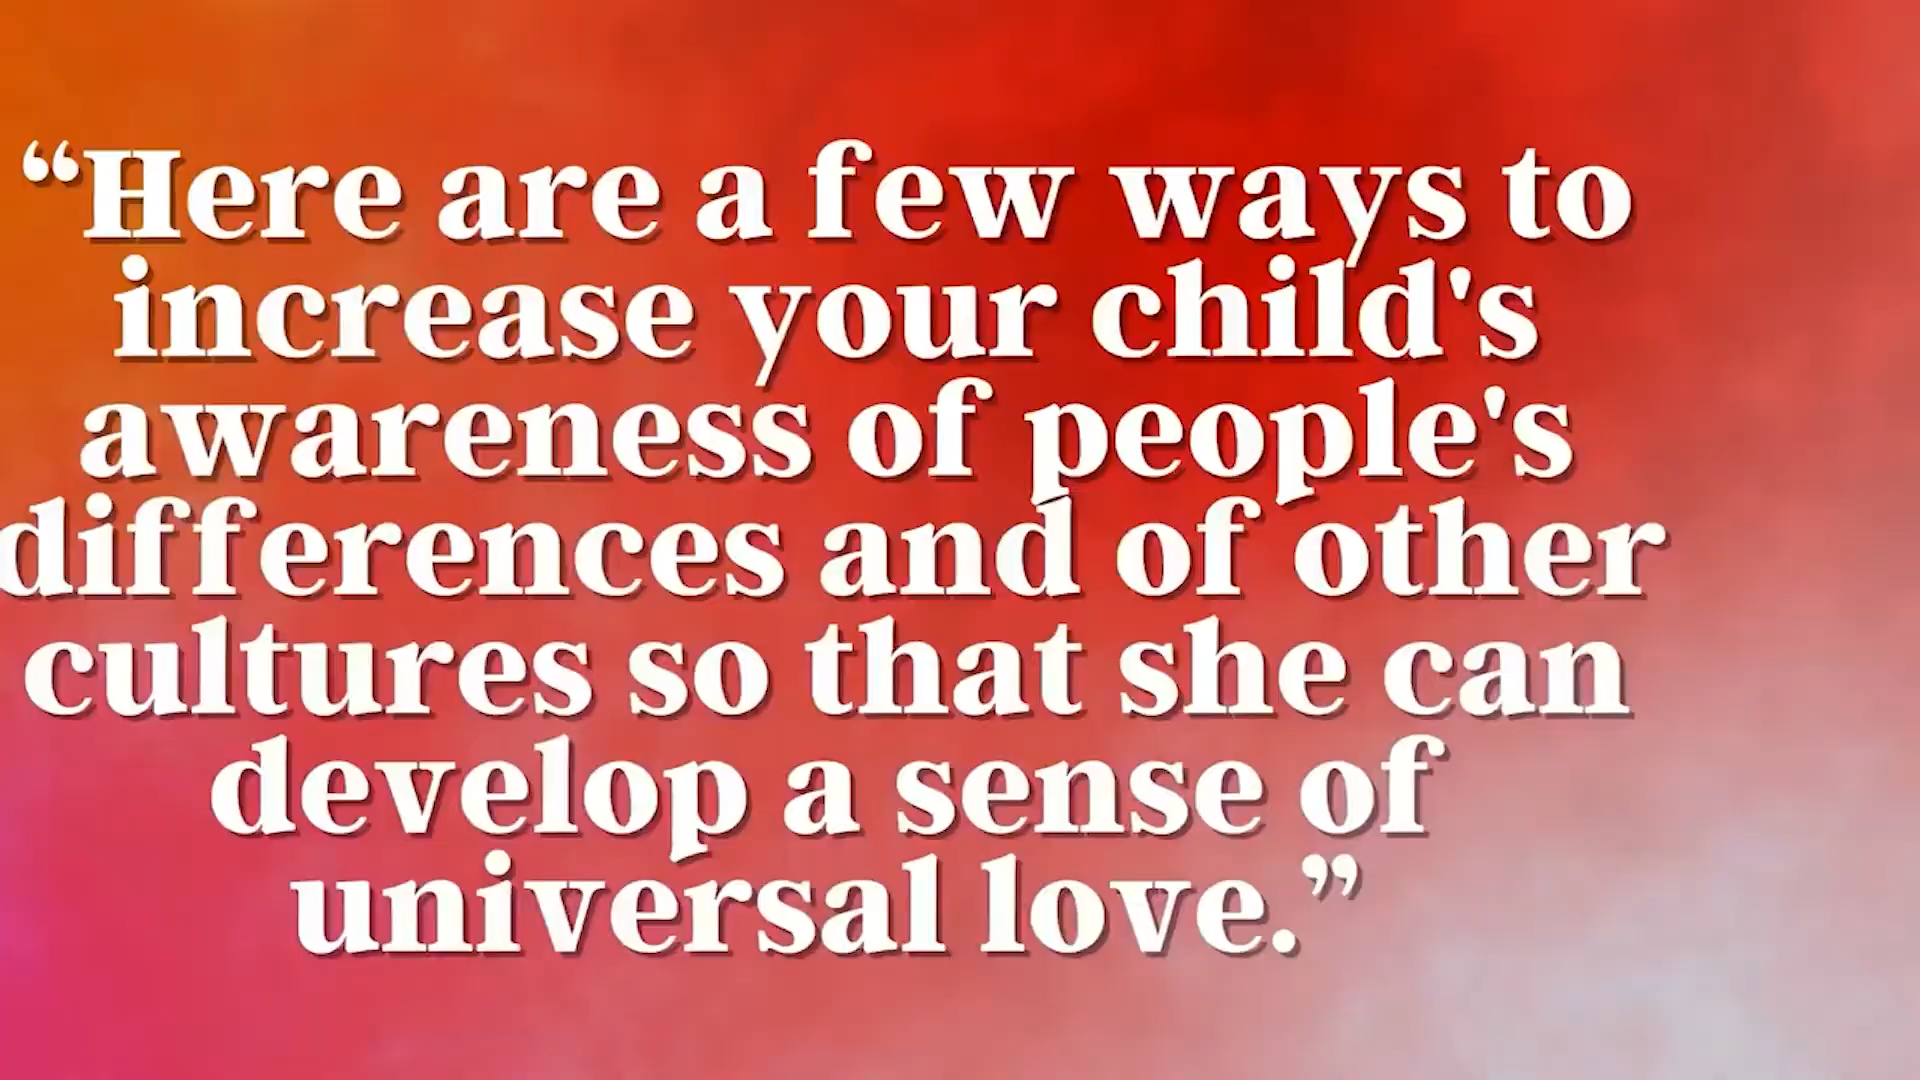 “Here are a few ways to
increase your child's
awareness of people's
differences and of other
cultures so that she can
develop a sense of
universal love.”